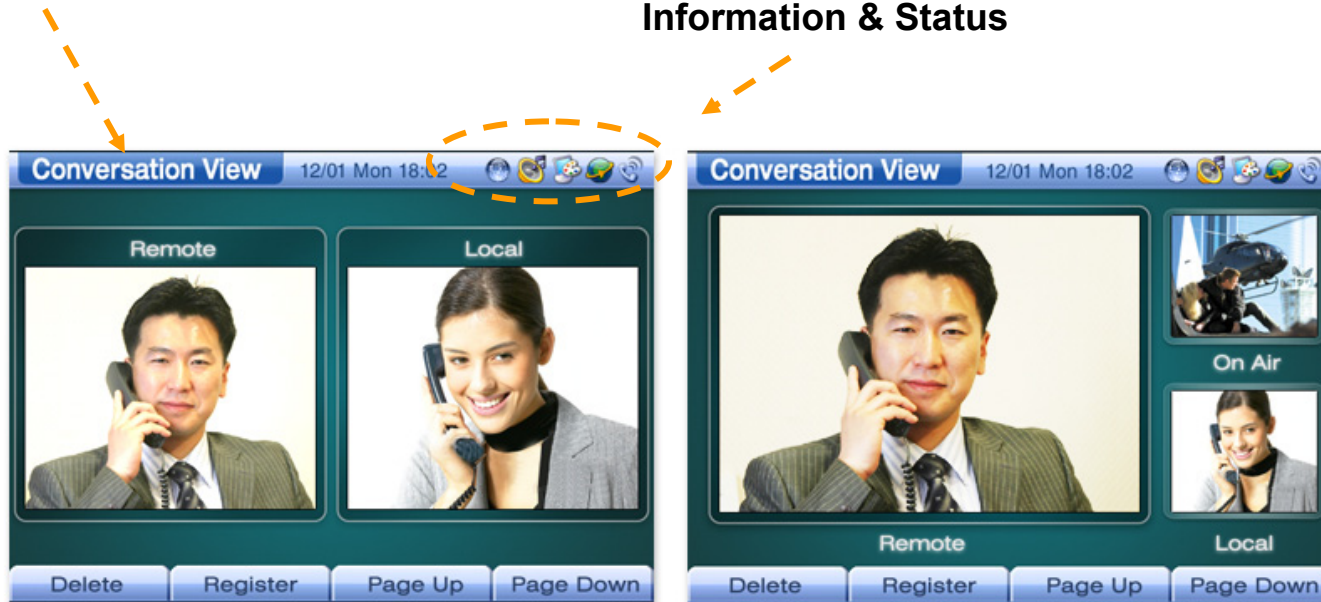 Information & Status
Conversation View 12/01 Mon 18:02
Remote Local
Delete Register Page Up Page Down
Conversation View 12/01 Mon 18:02
On Air
Remote Local
Delete Register Page Up Page Down